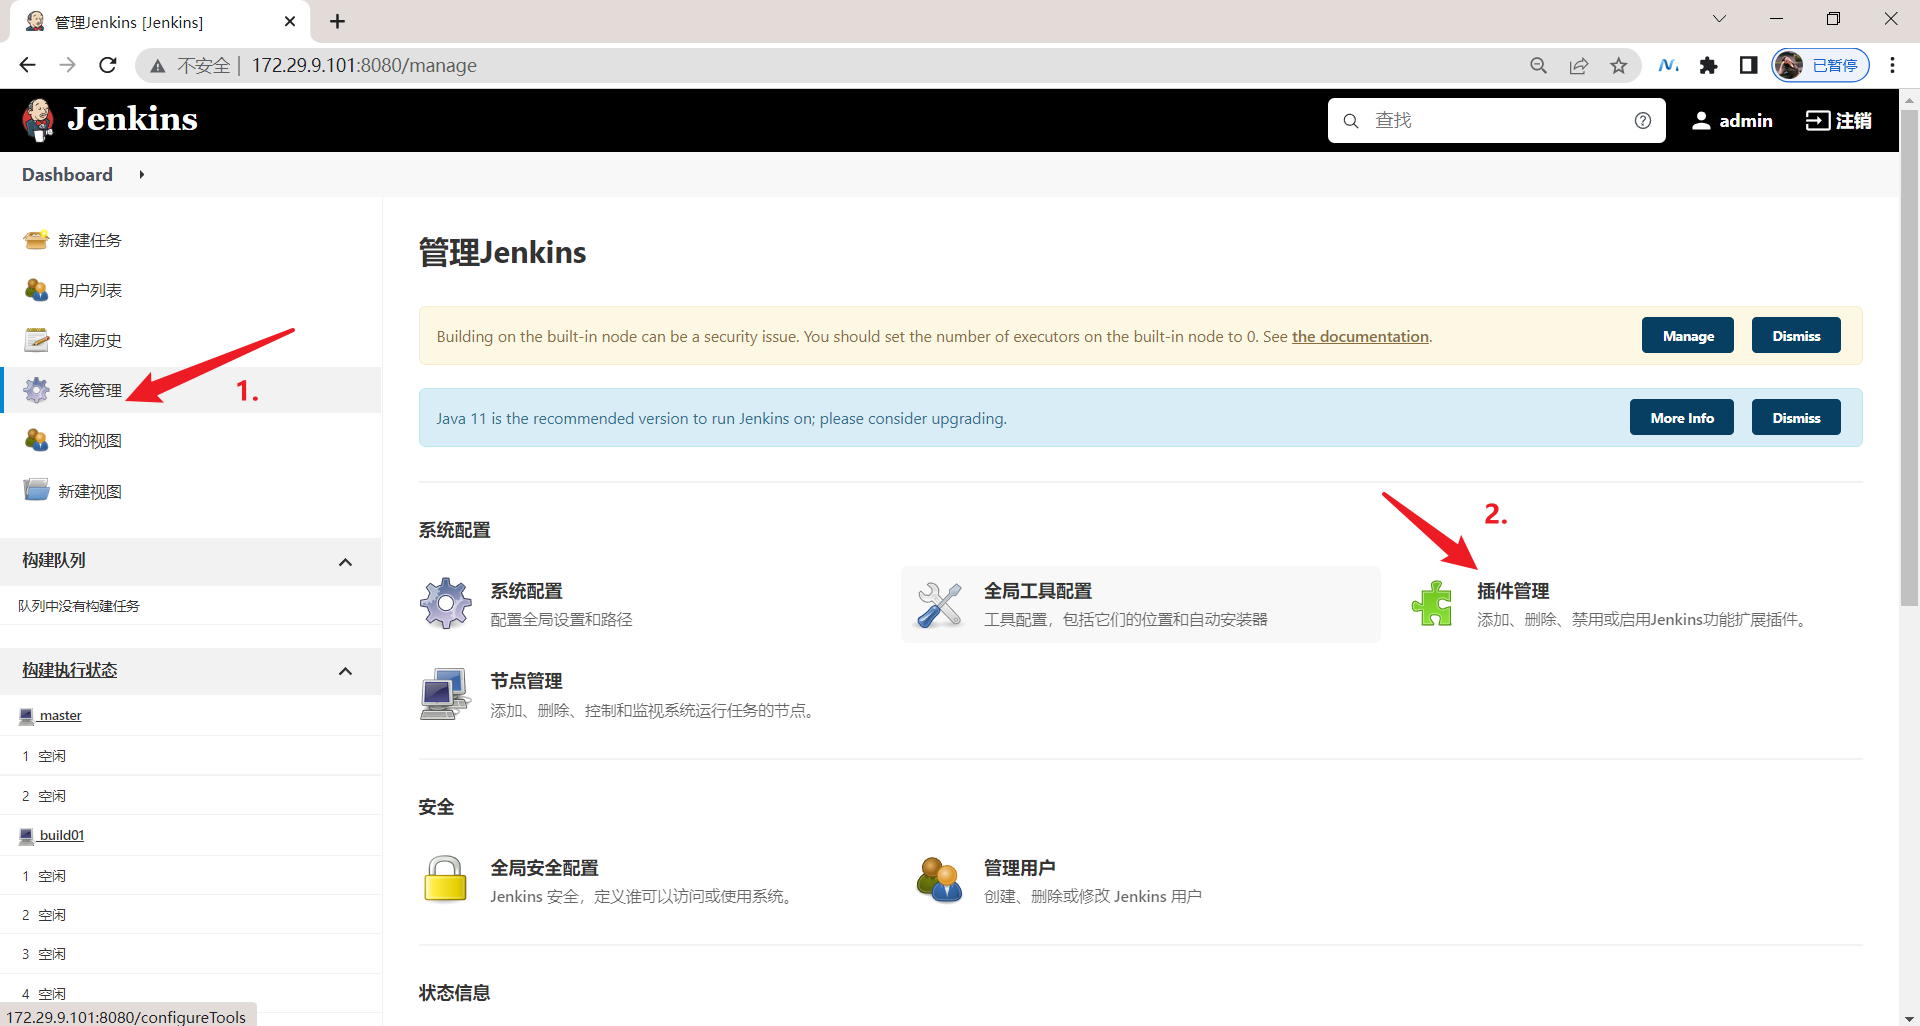 管理Jenkins [Jenkins]
不安全 | 172.29.9.101:8080/manage
已暂停
Jenkins
查找
admin
注销
Dashboard
新建任务
用户列表
构建历史
系统管理
1.
我的视图
新建视图
构建队列
队列中没有构建任务
构建执行状态
master
1 空闲
2 空闲
build01
1 空闲
2 空闲
3 空闲
4 空闲
172.29.9.101:8080/configureTools
管理Jenkins
Building on the built-in node can be a security issue. You should set the number of executors on the built-in node to 0. See the documentation.
Manage
Dismiss
Java 11 is the recommended version to run Jenkins on; please consider upgrading.
More Info
Dismiss
2.
系统配置
系统配置
配置全局设置和路径
全局工具配置
工具配置，包括它们的位置和自动安装器
插件管理
添加、删除、禁用或启用Jenkins功能扩展插件。
节点管理
添加、删除、控制和监视系统运行任务的节点。
安全
全局安全配置
Jenkins 安全，定义谁可以访问或使用系统。
管理用户
创建、删除或修改 Jenkins 用户
状态信息